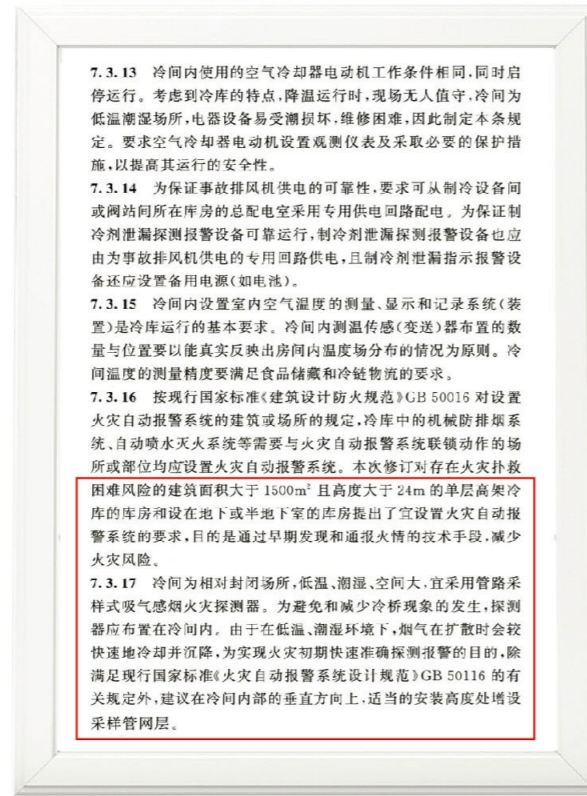 7.3.13 冷间内使用的空气冷却器电动机工作条件相同,同时启
停运行。考虑到冷库的特点,降温运行时,现场无人值守,冷间为
低温潮湿场所,电器设备易受潮损坏,维修困难,因此制定本条规
定。要求空气冷却器电动机设置观测仪表及采取必要的保护措
施,以提高其运行的安全性。
7.3.14 为保证事故排风机供电的可靠性,要求可从制冷设备间
或阀站间所在库房的总配电室采用专用供电回路配电。为保证制
冷剂泄漏探测报警设备可靠运行,制冷剂泄漏探测报警设备也应
由为事故排风机供电的专用回路供电,且制冷剂泄漏指示报警设
备还应设置备用电源(如电池)。
7.3.15 冷间内设置室内空气温度的测量、显示和记录系统(装
置)是冷库运行的基本要求。冷间内测温传感(变送)器布置的数
量与位置要以能真实反映出房间内温度场分布的情况为原则。冷
间温度的测量精度要满足食品储藏和冷链物流的要求。
7.3.16 按现行国家标准《建筑设计防火规范》GB 50016 对设置
火灾自动报警系统的建筑或场所的规定,冷库中的机械防排烟系
统、自动喷水灭火系统等需要与火灾自动报警系统联锁动作的场
所或部位均应设置火灾自动报警系统。本次修订对存在火灾扑救
困难风险的建筑面积大于 1500m² 且高度大于 24m 的单层高架冷
库的库房和设在地下或半地下室的库房提出了宜设置火灾自动报
警系统的要求,目的是通过早期发现和通报火情的技术手段,减少
火灾风险。
7.3.17 冷间为相对封闭场所,低温、潮湿、空间大,宜采用管路采
样式吸气感烟火灾探测器。为避免和减少冷桥现象的发生,探测
器应布置在冷间内。由于在低温、潮湿环境下,烟气在扩散时会较
快速地冷却并沉降,为实现火灾初期快速准确探测报警的目的,除
满足现行国家标准《火灾自动报警系统设计规范》GB 50116 的有
关规定外,建议在冷间内部的垂直方向上,适当的安装高度处增设
采样管网层。